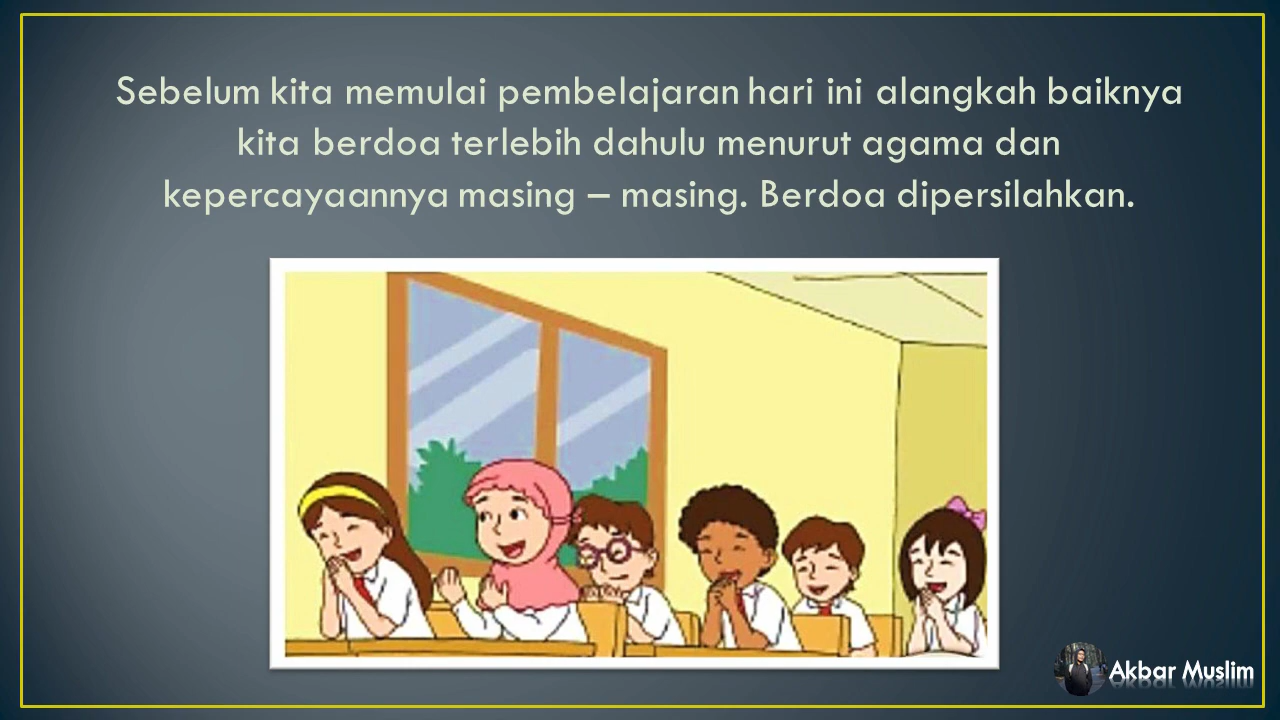 Sebelum kita memulai pembelajaran hari ini alangkah baiknya
kita berdoa terlebih dahulu menurut agama dan
kepercayaannya masing – masing. Berdoa dipersilahkan.
Akbar Muslim